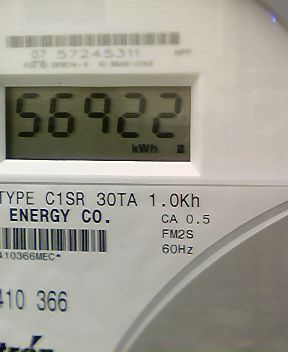 07 57245311
56922
kWh
TYPE C1SR 30TA 1.0Kh
ENERGY CO. CA 0.5
FM2S
60Hz
410366MEC*
410 366